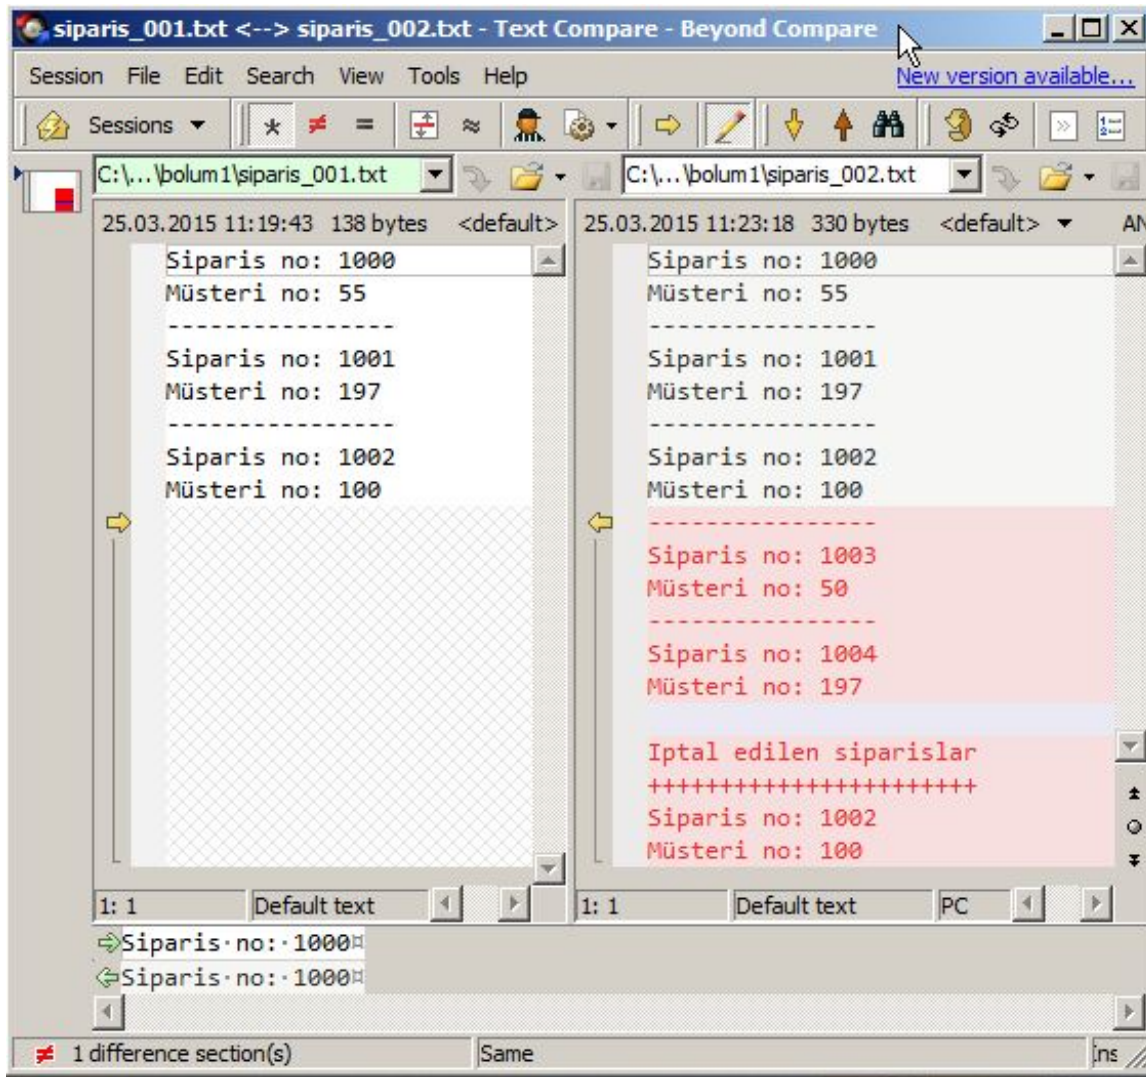 siparis_001.txt <--> siparis_002.txt - Text Compare - Beyond Compare
Session File Edit Search View Tools Help New version available...
Sessions
C:\...\bolum1\siparis_001.txt
25.03.2015 11:19:43 138 bytes <default>
Siparis no: 1000
Müsteri no: 55
----------------
Siparis no: 1001
Müsteri no: 197
----------------
Siparis no: 1002
Müsteri no: 100
1: 1 Default text
C:\...\bolum1\siparis_002.txt
25.03.2015 11:23:18 330 bytes <default> AN
Siparis no: 1000
Müsteri no: 55
----------------
Siparis no: 1001
Müsteri no: 197
----------------
Siparis no: 1002
Müsteri no: 100
----------------
Siparis no: 1003
Müsteri no: 50
----------------
Siparis no: 1004
Müsteri no: 197
Iptal edilen siparislar
+++++++++++++++++++++++
Siparis no: 1002
Müsteri no: 100
1: 1 Default text PC
Siparis·no:·1000¤
Siparis·no:·1000¤
1 difference section(s) Same Ins